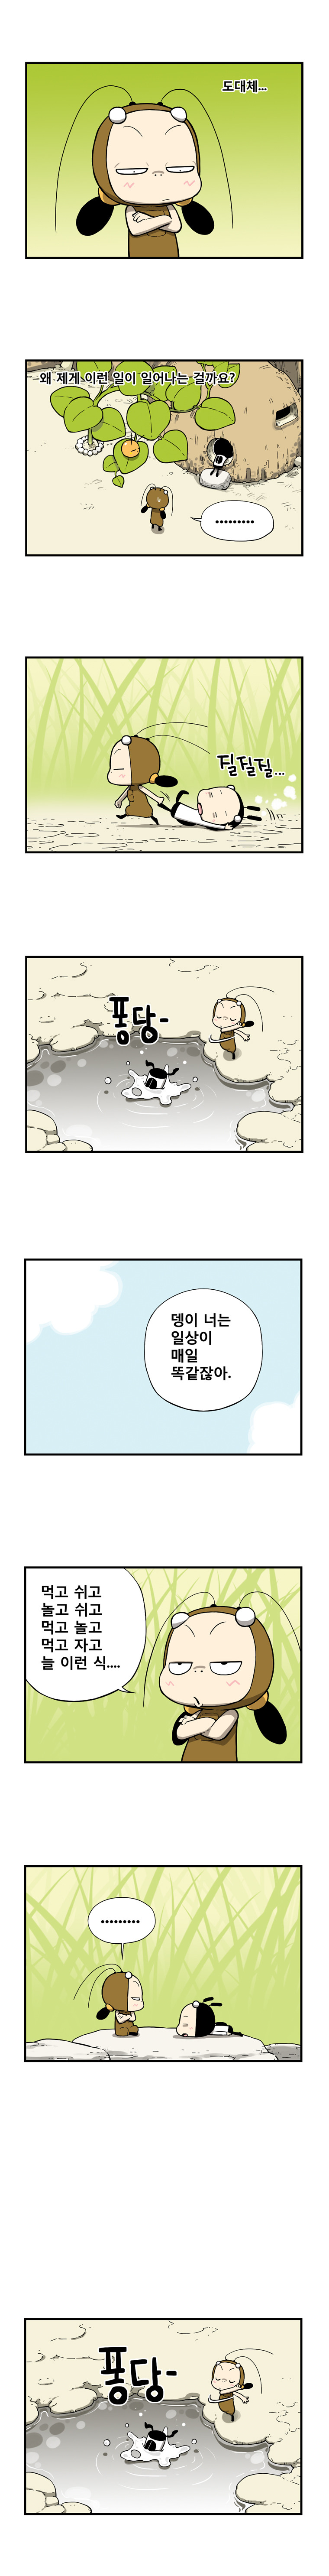 도대체...
왜 제게 이런 일이 일어나는 걸까요?
•••••••••
질질질...
퐁당-
뎅이 너는
일상이
매일
똑같잖아.
먹고 쉬고
놀고 쉬고
먹고 놀고
먹고 자고
늘 이런 식....
•••••••••
퐁당-